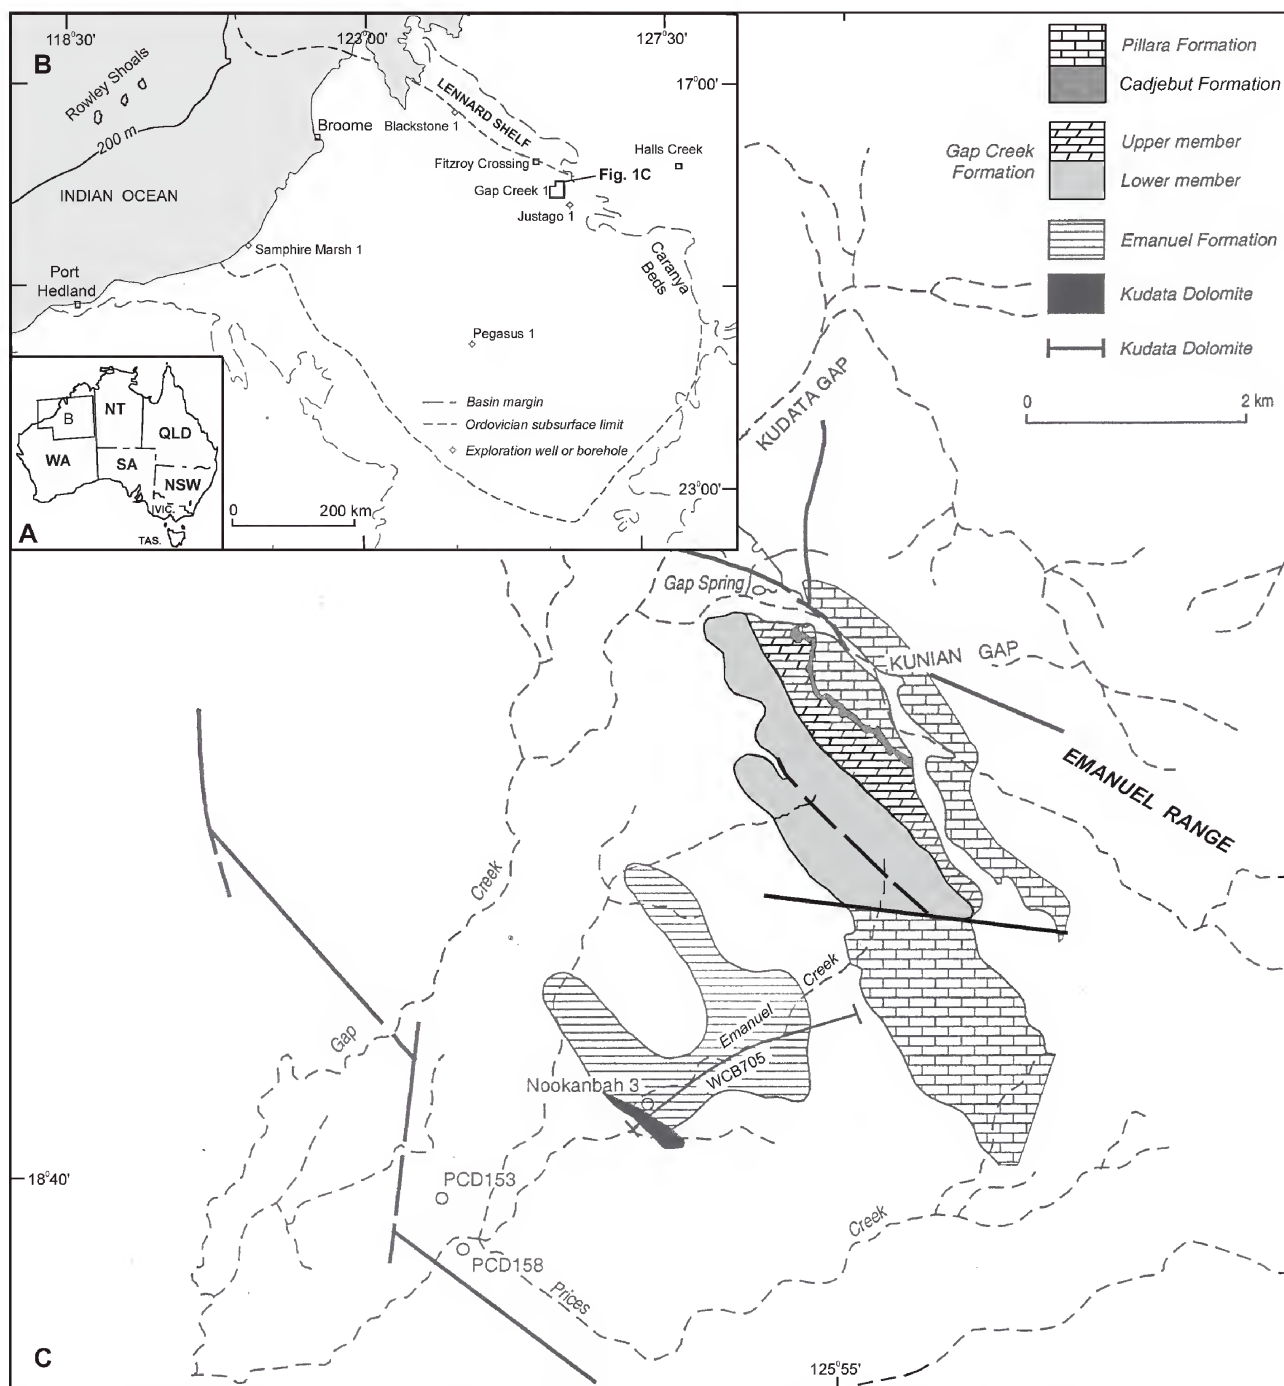 118°30'
123°00'
127°30'
B
Rowley Shoals
200 m
INDIAN OCEAN
Broome
LENNARD SHELF
Blackstone 1
17°00'
Fitzroy Crossing
Halls Creek
Fig. 1C
Gap Creek 1
Justago 1
Samphire Marsh 1
Port
Hedland
Caranya
Beds
Pegasus 1
Basin margin
Ordovician subsurface limit
Exploration well or borehole
0 200 km
23°00'
B
NT
QLD
WA
SA
NSW
VIC.
TAS.
A
Pillara Formation
Cadjebut Formation
Gap Creek
Formation
Upper member
Lower member
Emanuel Formation
Kudata Dolomite
Kudata Dolomite
0 2 km
KUDATA GAP
Gap Spring
KUNIAN GAP
EMANUEL RANGE
Creek
Gap
Emanuel
Creek
WCB705
Nookanbah 3
18°40'
PCD153
PCD158
Prices
Creek
125°55'
C